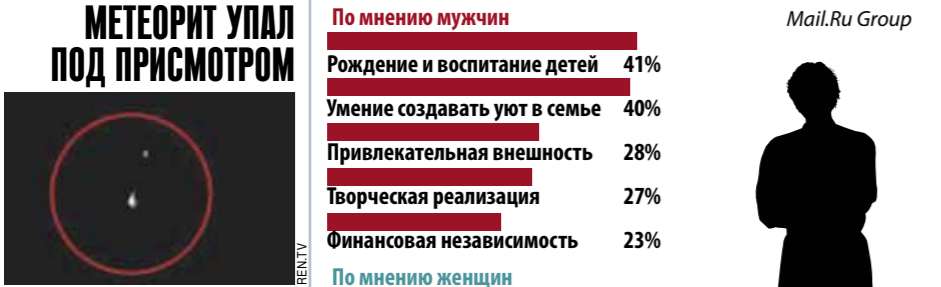 МЕТЕОРИТ УПАЛ
ПОД ПРИСМОТРОМ
REN.TV
По мнению мужчин
Рождение и воспитание детей 41%
Умение создавать уют в семье 40%
Привлекательная внешность 28%
Творческая реализация 27%
Финансовая независимость 23%
По мнению женщин
Mail.Ru Group